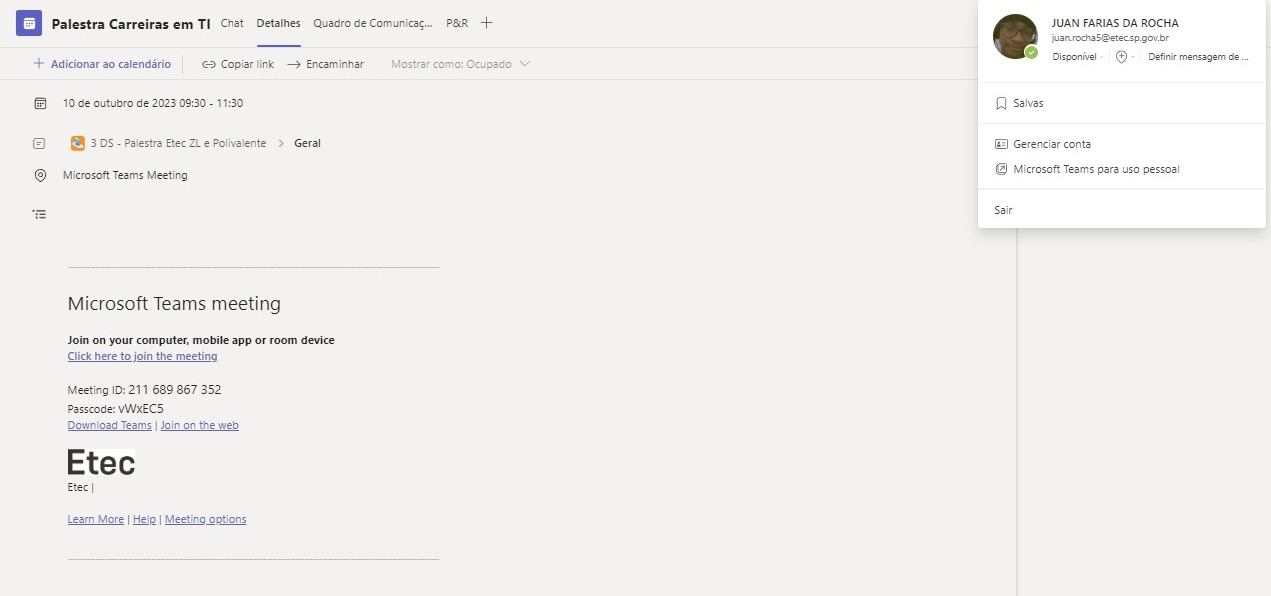 Palestra Carreiras em TI Chat Detalhes Quadro de Comunicaç... P&R
Adicionar ao calendário Copiar link Encaminhar Mostrar como: Ocupado
10 de outubro de 2023 09:30 - 11:30
3 DS - Palestra Etec ZL e Polivalente > Geral
Microsoft Teams Meeting
Microsoft Teams meeting
Join on your computer, mobile app or room device
Click here to join the meeting
Meeting ID: 211 689 867 352
Passcode: vWxEC5
Download Teams | Join on the web
Etec
Etec |
Learn More | Help | Meeting options
JUAN FARIAS DA ROCHA
juan.rocha5@etec.sp.gov.br
Disponível Definir mensagem de ...
Salvas
Gerenciar conta
Microsoft Teams para uso pessoal
Sair